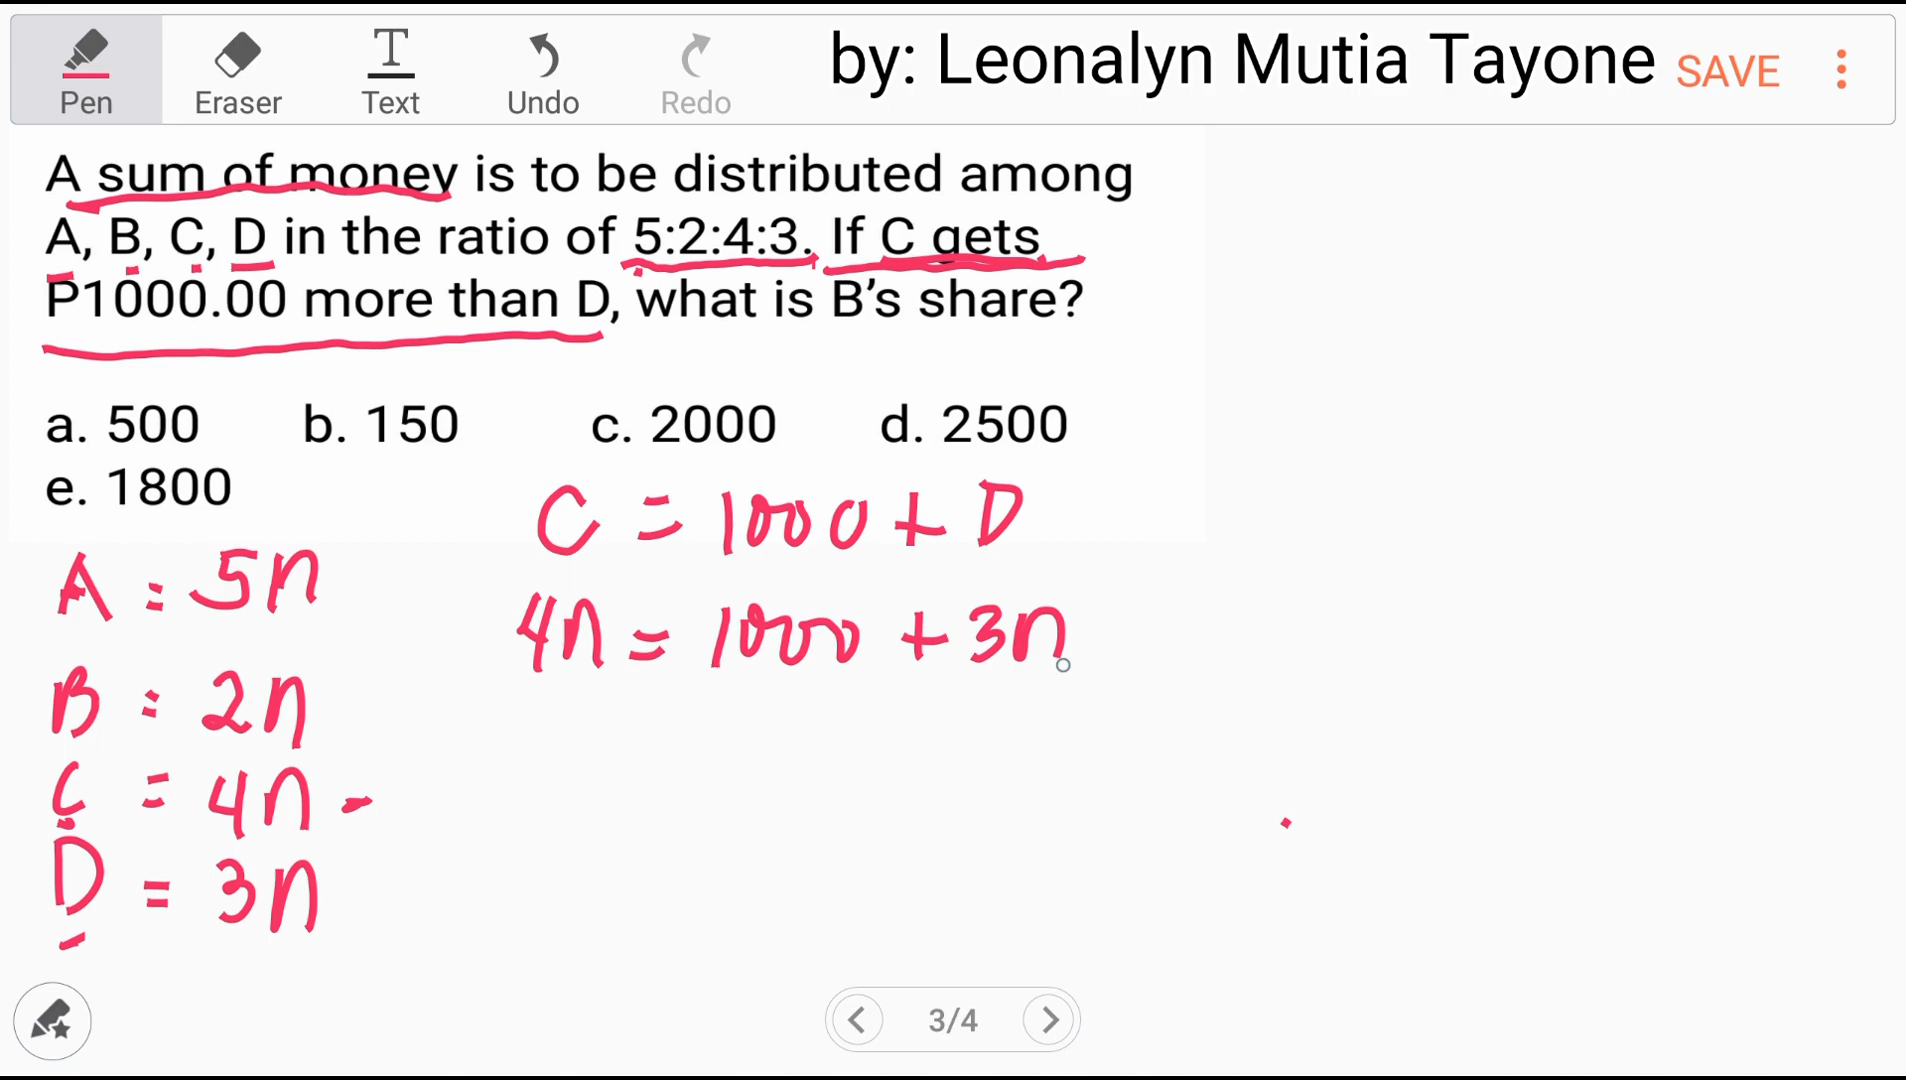 by: Leonalyn Mutia Tayone
SAVE
Pen
Eraser
Text
Undo
Redo
A sum of money is to be distributed among
A, B, C, D in the ratio of 5:2:4:3. If C gets
P1000.00 more than D, what is B's share?
a. 500 b. 150 c. 2000 d. 2500
e. 1800
C = 1000 + D
4n = 1000 + 3n
A = 5n
B = 2n
C = 4n -
D = 3n
3/4